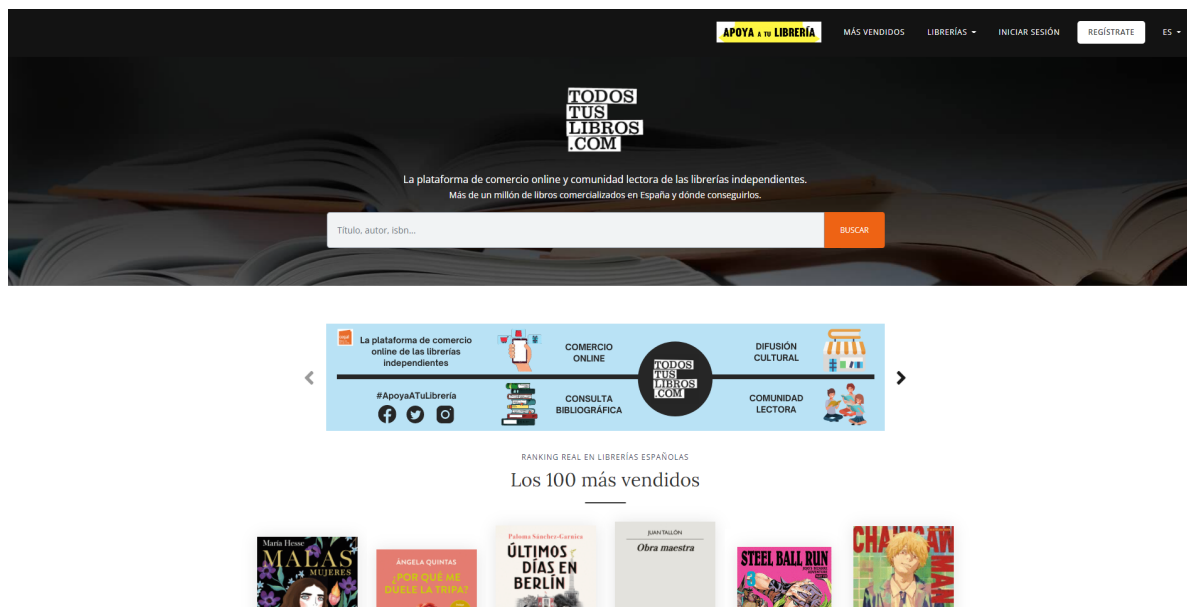 APOYA A TU LIBRERÍA
MÁS VENDIDOS
LIBRERÍAS
INICIAR SESIÓN
REGÍSTRATE
ES
TODOS
TUS
LIBROS
.COM
La plataforma de comercio online y comunidad lectora de las librerías independientes.
Más de un millón de libros comercializados en España y dónde conseguirlos.
Título, autor, isbn...
BUSCAR
La plataforma de comercio
online de las librerías
independientes
COMERCIO
ONLINE
DIFUSIÓN
CULTURAL
TODOS
TUS
LIBROS
.COM
#ApoyaATuLibrería
CONSULTA
BIBLIOGRÁFICA
COMUNIDAD
LECTORA
RANKING REAL EN LIBRERÍAS ESPAÑOLAS
Los 100 más vendidos
María Hesse
MALAS
MUJERES
ÁNGELA QUINTAS
¿POR QUÉ ME
DUELE LA TRIPA?
Paloma Sánchez-Garnica
ÚLTIMOS
DÍAS EN
BERLÍN
JUAN TALLÓN
Obra maestra
STEEL BALL RUN
CHAINSAW
MAN